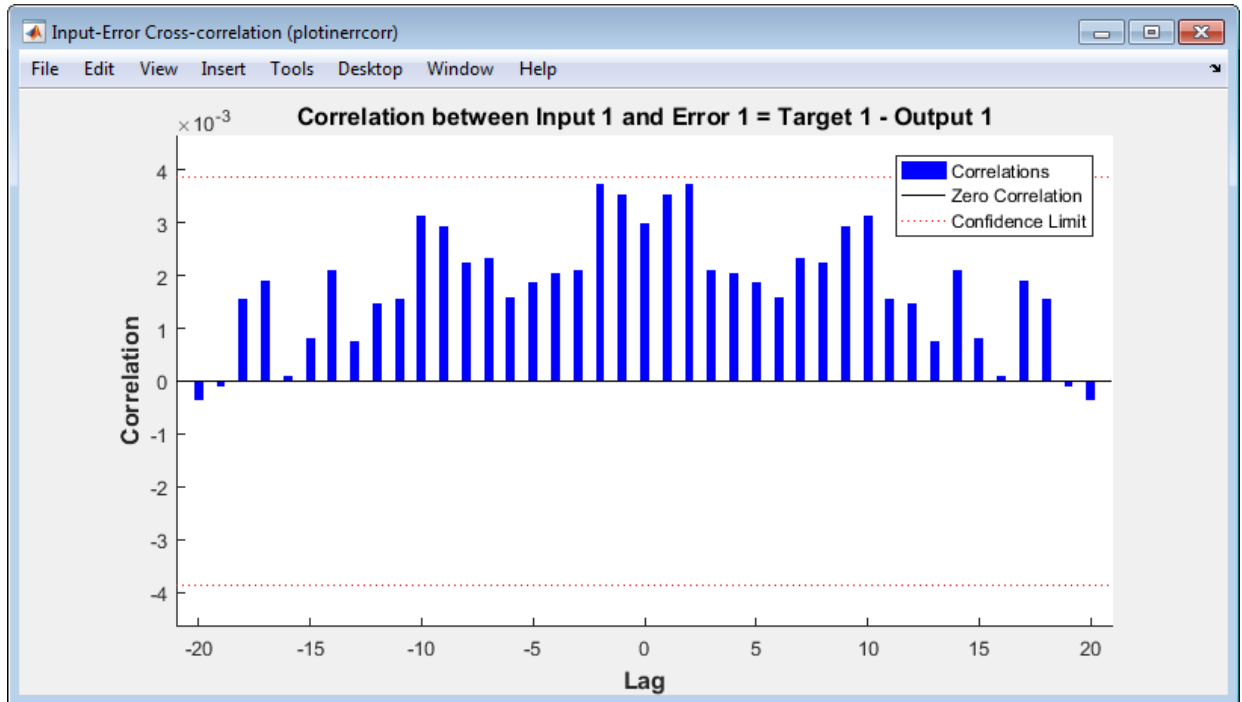 Input-Error Cross-correlation (plotinerrcorr)
File Edit View Insert Tools Desktop Window Help
×10^-3
Correlation between Input 1 and Error 1 = Target 1 - Output 1
Correlations
Zero Correlation
Confidence Limit
4
3
2
1
0
-1
-2
-3
-4
Correlation
-20 -15 -10 -5 0 5 10 15 20
Lag